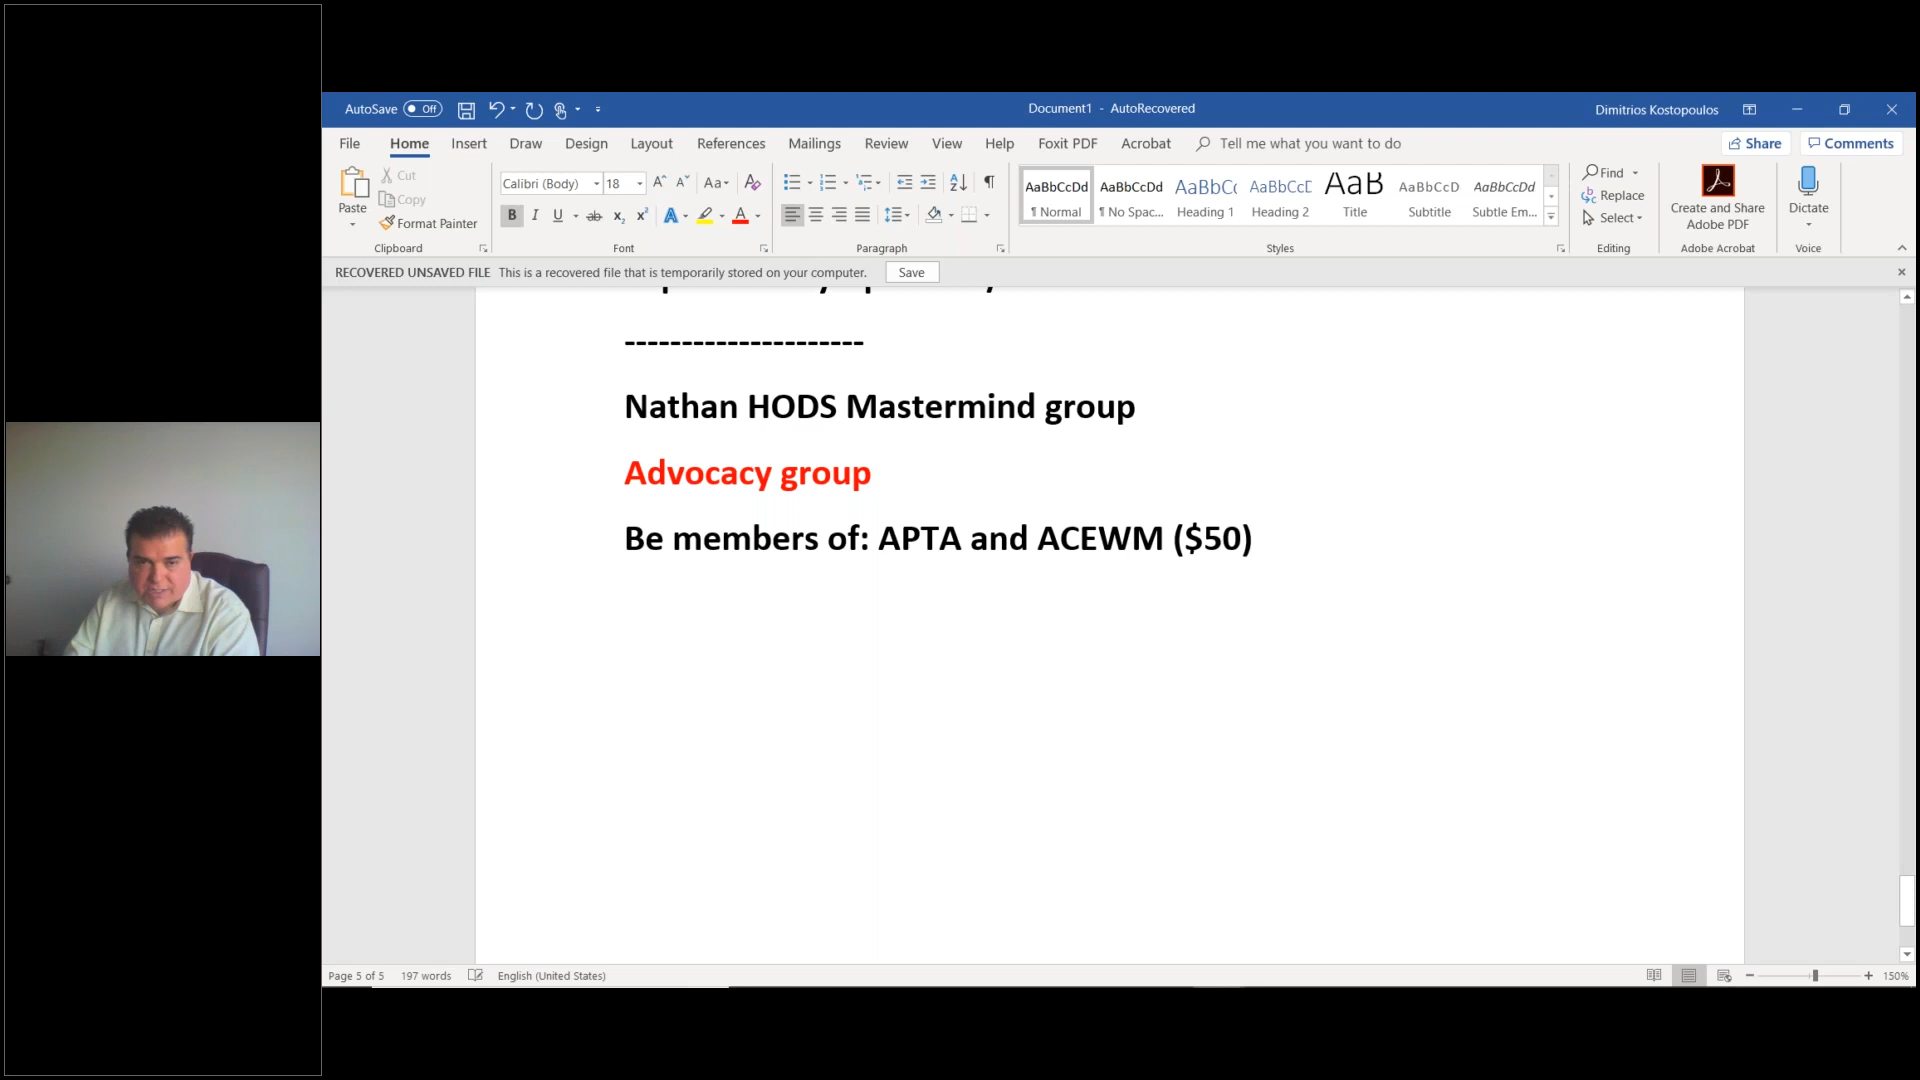 AutoSave Off
Document1 - AutoRecovered
Dimitrios Kostopoulos
File Home Insert Draw Design Layout References Mailings Review View Help Foxit PDF Acrobat Tell me what you want to do
Share Comments
Paste
Cut
Copy
Format Painter
Clipboard
Calibri (Body) 18
Font
Paragraph
AaBbCcDd AaBbCcDd AaBbCc AaBbCcD AaB AaBbCcD AaBbCcDd
¶ Normal ¶ No Spac... Heading 1 Heading 2 Title Subtitle Subtle Em...
Styles
Find
Replace
Select
Editing
Create and Share
Adobe PDF
Adobe Acrobat
Dictate
Voice
RECOVERED UNSAVED FILE This is a recovered file that is temporarily stored on your computer. Save
---------------------
Nathan HODS Mastermind group
Advocacy group
Be members of: APTA and ACEWM ($50)
Page 5 of 5 197 words English (United States)
150%